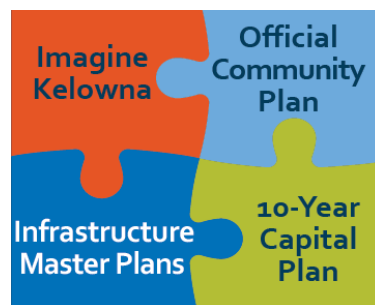 Imagine
Kelowna
Official
Community
Plan
Infrastructure
Master Plans
10-Year
Capital
Plan